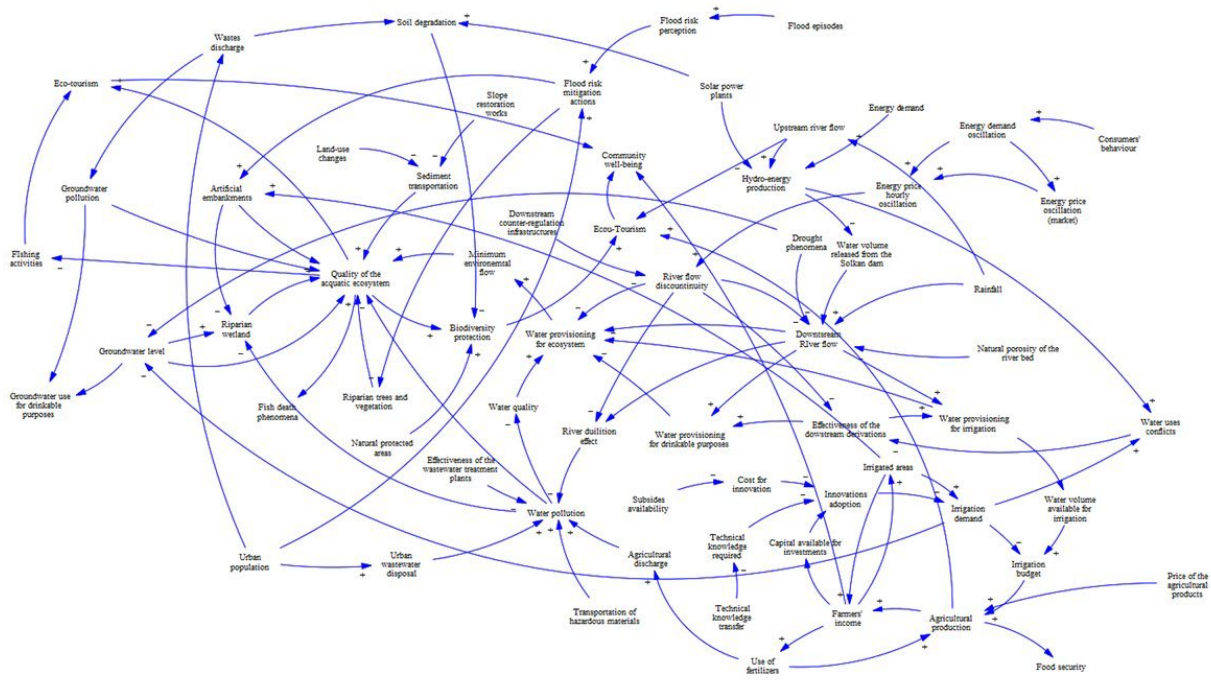 Soil degradation
Flood risk
perception
Flood episodes
Wastes
discharge
Eco-tourism
Flood risk
mitigation
actions
Solar power
plants
Slope
restoration
works
Energy demand
Upstream river flow
Energy demand
oscillation
Consumers'
behaviour
Land-use
changes
Community
well-being
Sediment
transportation
Hydro-energy
production
Groundwater
pollution
Artificial
embankments
Energy price
hourly
oscillation
Energy price
oscillation
(market)
Downstream
counter-regulation
infrastructures
Ecou-Tourism
Drought
phenomena
Water volume
released from the
Solkan dam
FIshing
activities
Quality of the
acquatic ecosystem
Minimum
environemtal
flow
River flow
discountinuity
Rainfall
Riparian
wetland
Biodiversity
protection
Water provisioning
for ecosystem
Downstream
RIver flow
Groundwater level
Natural porosity of the
river bed
Groundwater use
for drinkable
purposes
Fish death
phenomena
Riparian trees and
vegetation
Water quality
Natural protected
areas
River duilition
effect
Water provisioning
for drinkable purposes
Effectiveness of the
downstream derivations
Water provisioning
for irrigation
Water uses
conflicts
Effectiveness of the
wastewater treatment
plants
Irrigated areas
Cost for
innovation
Subsides
availability
Innovations
adoption
Irrigation
demand
Water volume
available for
irrigation
Water pollution
Technical
knowledge
required
Capital available for
investments
Urban
population
Urban
wastewater
disposal
Agricultural
discharge
Irrigation
budget
Price of the
agricultural
products
Transportation of
hazardous materials
Technical
knowledge
transfer
Farmers'
income
Agricultural
production
Use of
fertilizers
Food security